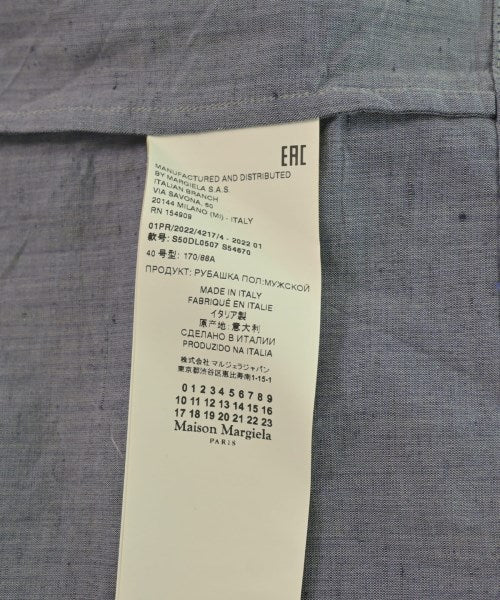 EAC
MANUFACTURED AND DISTRIBUTED
BY MARGIELA S.A.S.
ITALIAN BRANCH
VIA SAVONA, 60
20144 MILANO (MI) - ITALY
RN 154909
01PR/2022/4217/4 - 2022 01
款号: S50DL0507 S54670
40 号型: 170/88A
ПРОДУКТ: РУБАШКА ПОЛ:МУЖСКОЙ
MADE IN ITALY
FABRIQUÉ EN ITALIE
イタリア製
原产地: 意大利
СДЕЛАНО В ИТАЛИИ
PRODUZIDO NA ITALIA
株式会社 マルジェラジャパン
東京都渋谷区恵比寿南1-15-1
0 1 2 3 4 5 6 7 8 9
10 11 12 13 14 15 16
17 18 19 20 21 22 23
Maison Margiela
PARIS